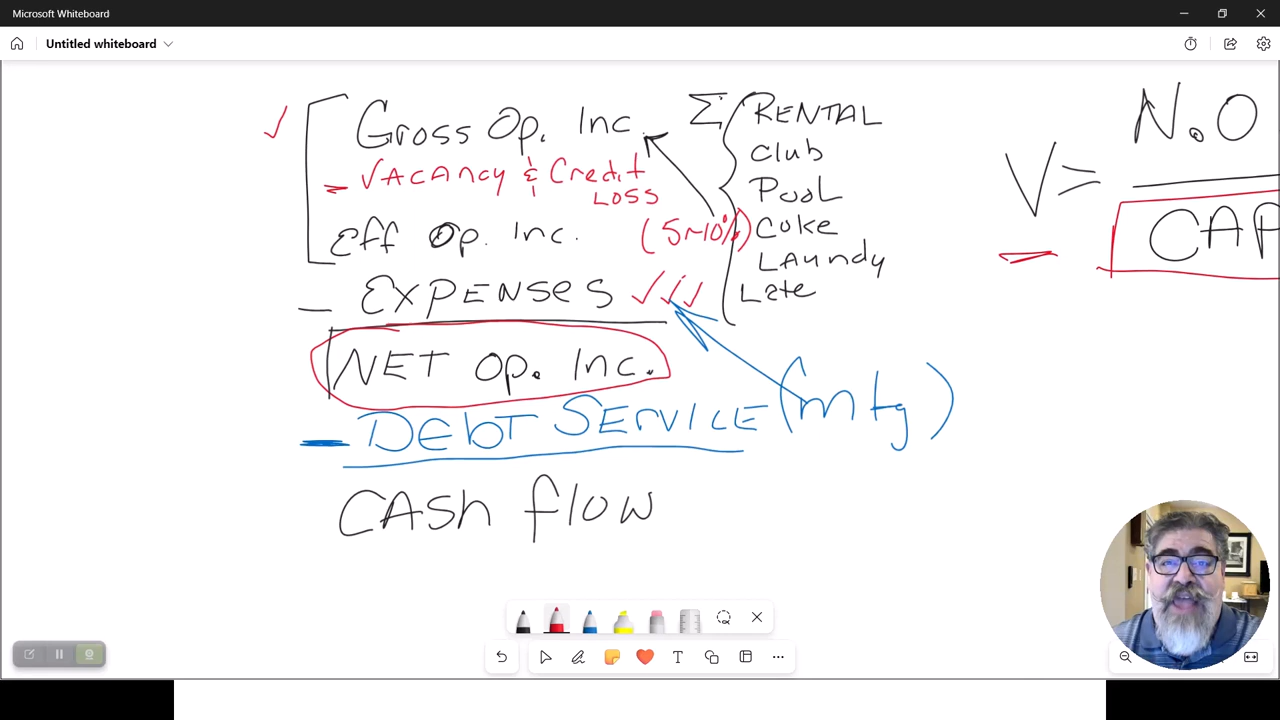 Microsoft Whiteboard
Untitled whiteboard
Gross Op. Inc.
- VACANCY & Credit
LOSS
(5~10%)
Eff Op. Inc.
- EXPENSES
NET Op. Inc.
- DEBT SERVICE (mtg)
CASH flow
Σ { RENTAL
Club
Pool
Coke
LAundy
Late
V = N.O
CAP